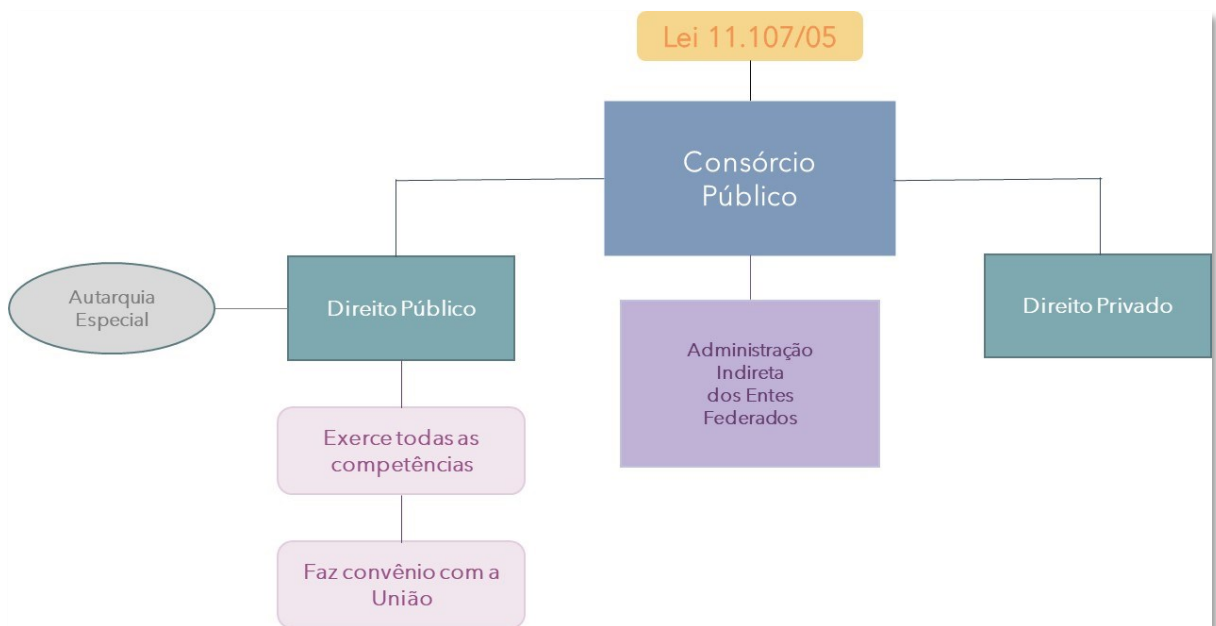 Lei 11.107/05
Consórcio
Público
Autarquia
Especial
Direito Público
Administração
Indireta
dos Entes
Federados
Direito Privado
Exerce todas as
competências
Faz convênio com a
União